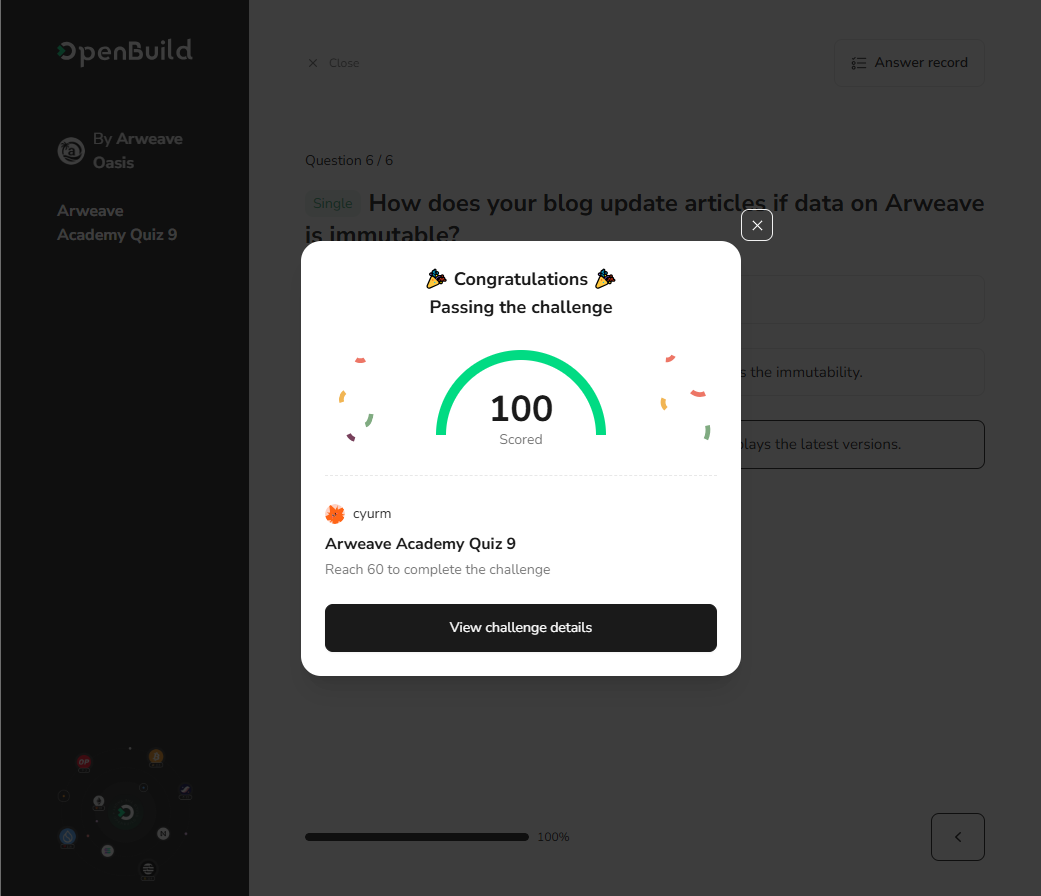 OpenBuild
By Arweave
Oasis
Arweave
Academy Quiz 9
Close
Answer record
Question 6 / 6
Single
How does your blog update articles if data on Arweave
is immutable?
s the immutability.
plays the latest versions.
Congratulations
Passing the challenge
100
Scored
cyurm
Arweave Academy Quiz 9
Reach 60 to complete the challenge
View challenge details
OP
100%